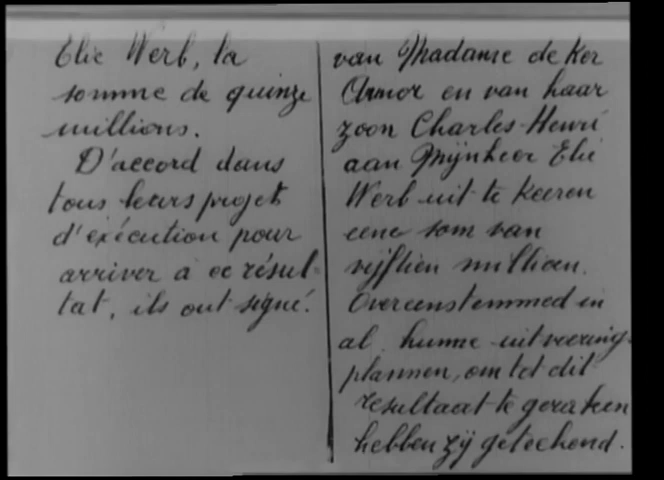 Elie Werb, la
somme de quinze
millions.
D'accord dans
tous leurs projets
d'exécution pour
arriver à ce résul-
tat, ils ont signé.
van Madame de Ker
Armor en van haar
zoon Charles-Henri
aan Mijnheer Elie
Werb uit te keeren
eene som van
vijftien millioen.
Overeenstemmed in
al hunne uitvoerings-
plannen, om tot dit
resultaat te geraken
hebben zij geteekend.